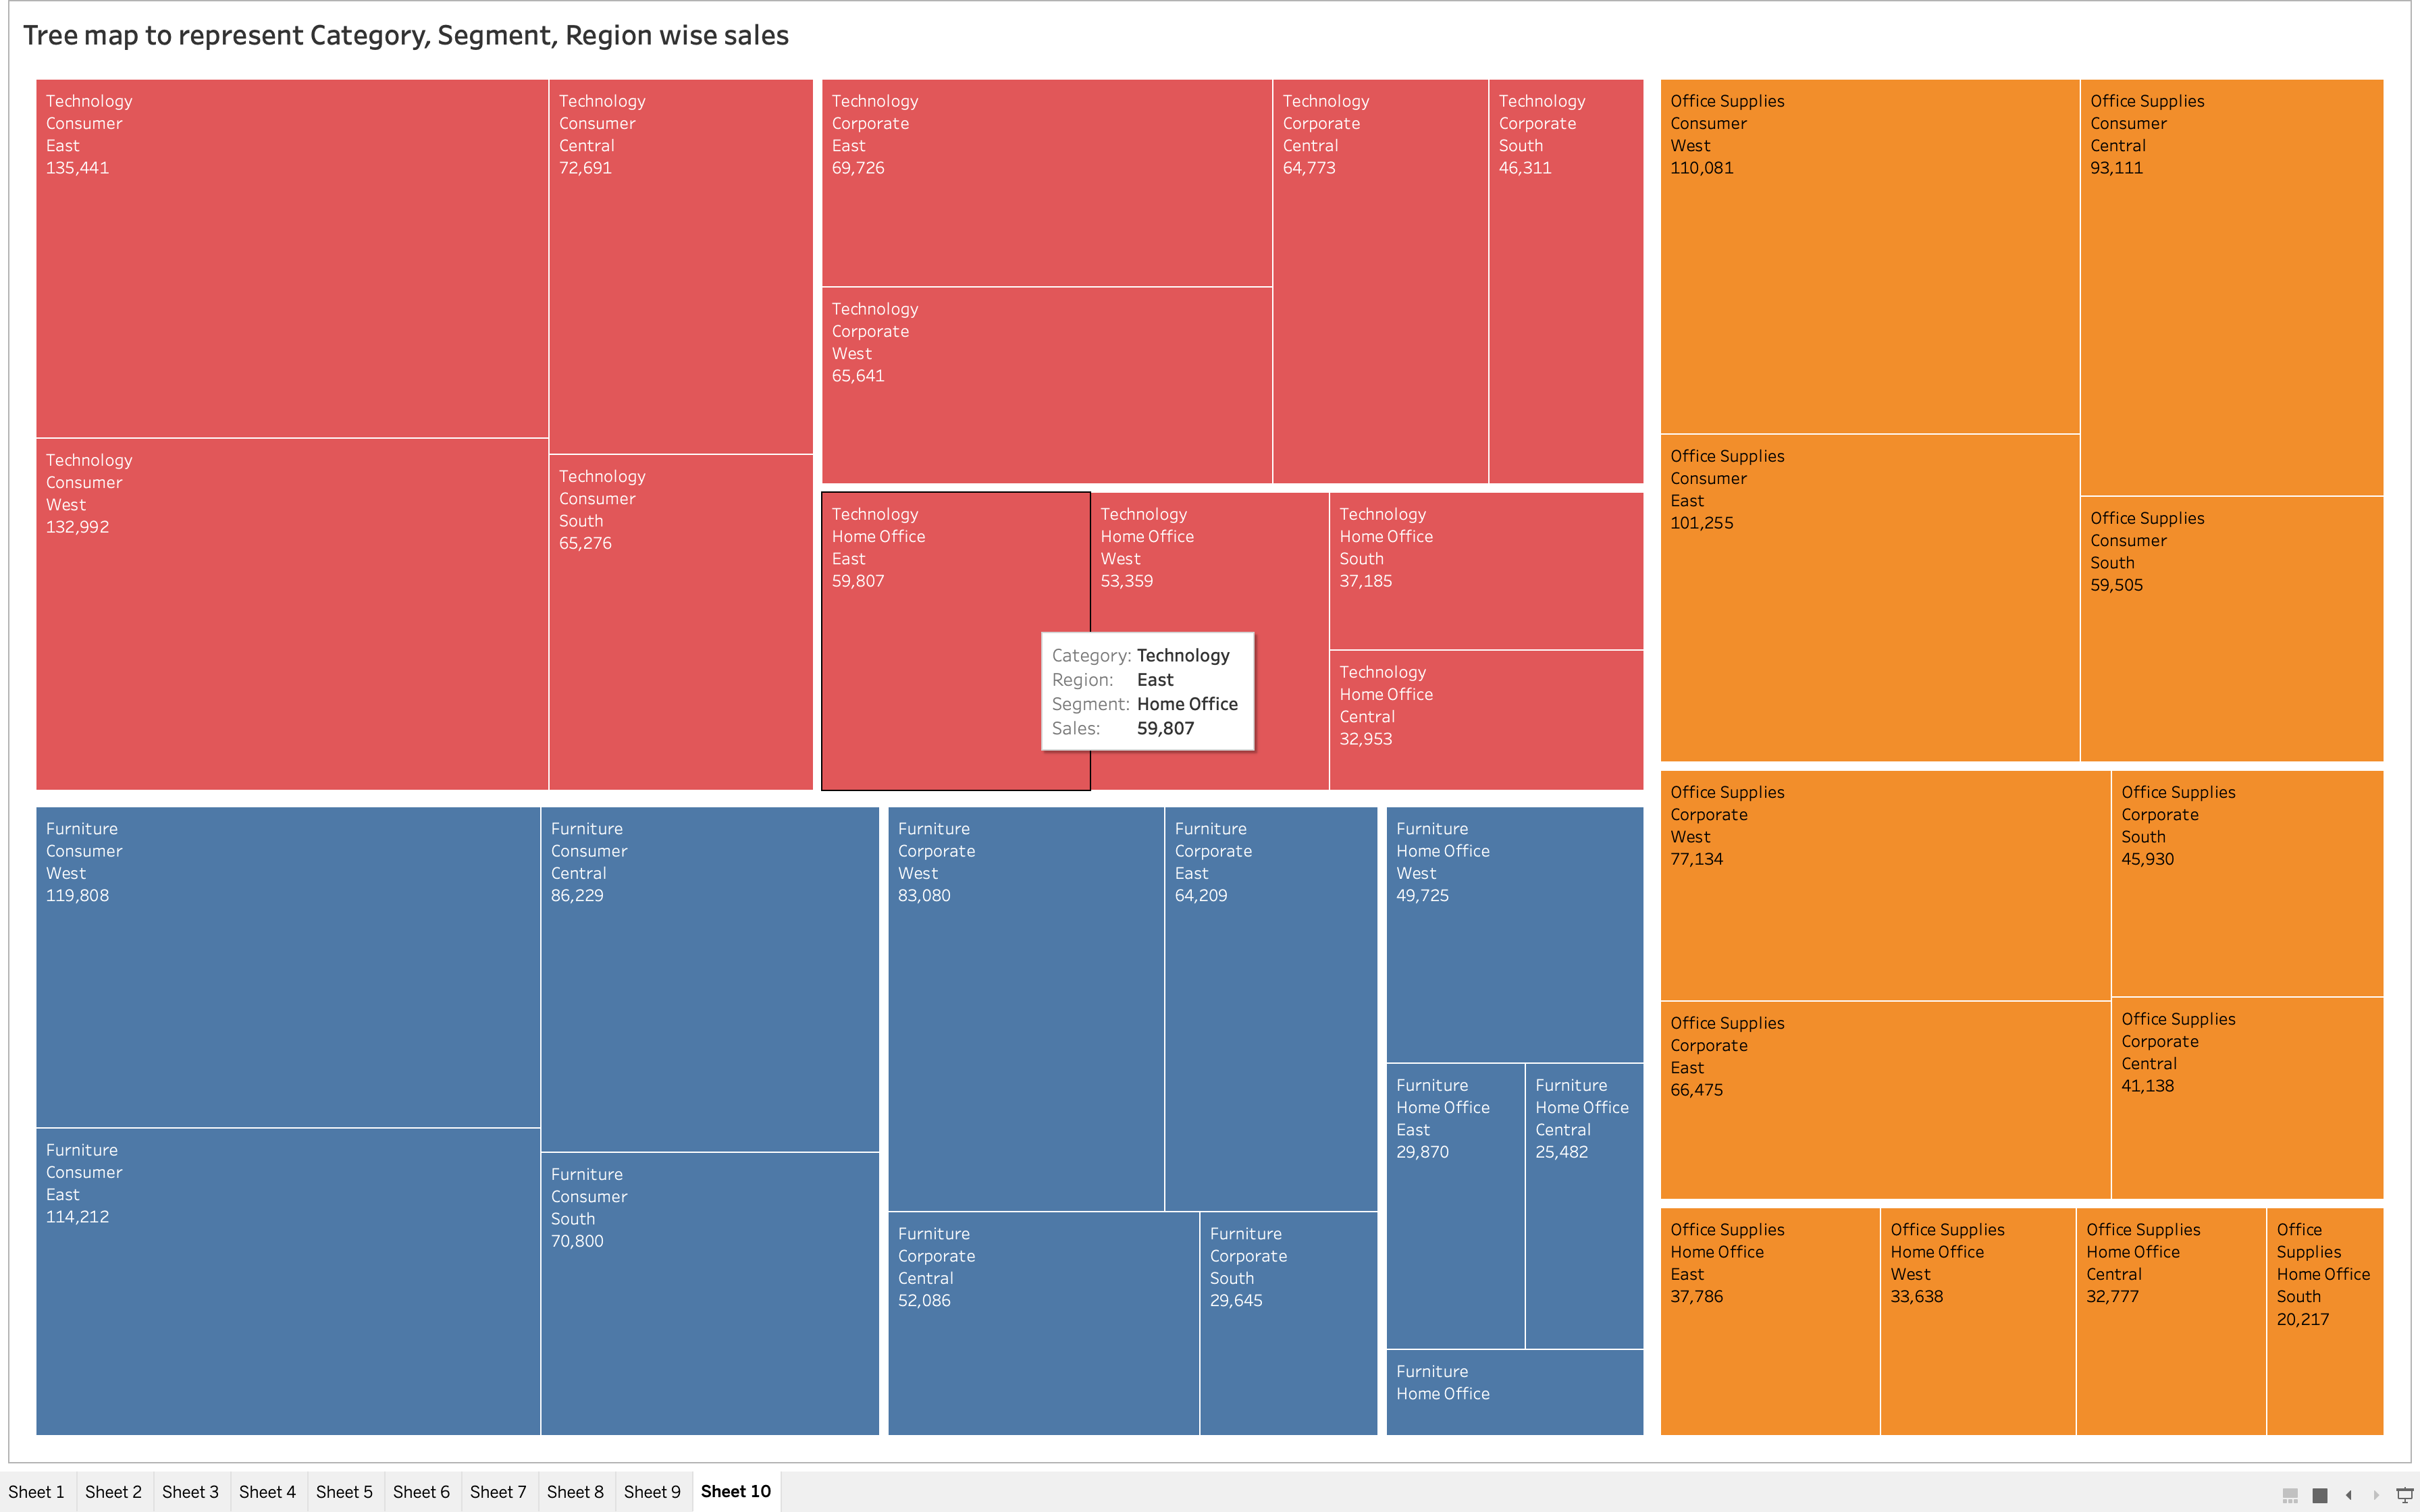 Tree map to represent Category, Segment, Region wise sales
Technology
Consumer
East
135,441
Technology
Consumer
Central
72,691
Technology
Consumer
West
132,992
Technology
Consumer
South
65,276
Technology
Corporate
East
69,726
Technology
Corporate
Central
64,773
Technology
Corporate
South
46,311
Technology
Corporate
West
65,641
Technology
Home Office
East
59,807
Technology
Home Office
West
53,359
Technology
Home Office
South
37,185
Technology
Home Office
Central
32,953
Category: Technology
Region: East
Segment: Home Office
Sales: 59,807
Office Supplies
Consumer
West
110,081
Office Supplies
Consumer
Central
93,111
Office Supplies
Consumer
East
101,255
Office Supplies
Consumer
South
59,505
Office Supplies
Corporate
West
77,134
Office Supplies
Corporate
South
45,930
Office Supplies
Corporate
East
66,475
Office Supplies
Corporate
Central
41,138
Office Supplies
Home Office
East
37,786
Office Supplies
Home Office
West
33,638
Office Supplies
Home Office
Central
32,777
Office
Supplies
Home Office
South
20,217
Furniture
Consumer
West
119,808
Furniture
Consumer
Central
86,229
Furniture
Consumer
East
114,212
Furniture
Consumer
South
70,800
Furniture
Corporate
West
83,080
Furniture
Corporate
East
64,209
Furniture
Corporate
Central
52,086
Furniture
Corporate
South
29,645
Furniture
Home Office
West
49,725
Furniture
Home Office
East
29,870
Furniture
Home Office
Central
25,482
Furniture
Home Office
Sheet 1 Sheet 2 Sheet 3 Sheet 4 Sheet 5 Sheet 6 Sheet 7 Sheet 8 Sheet 9 Sheet 10